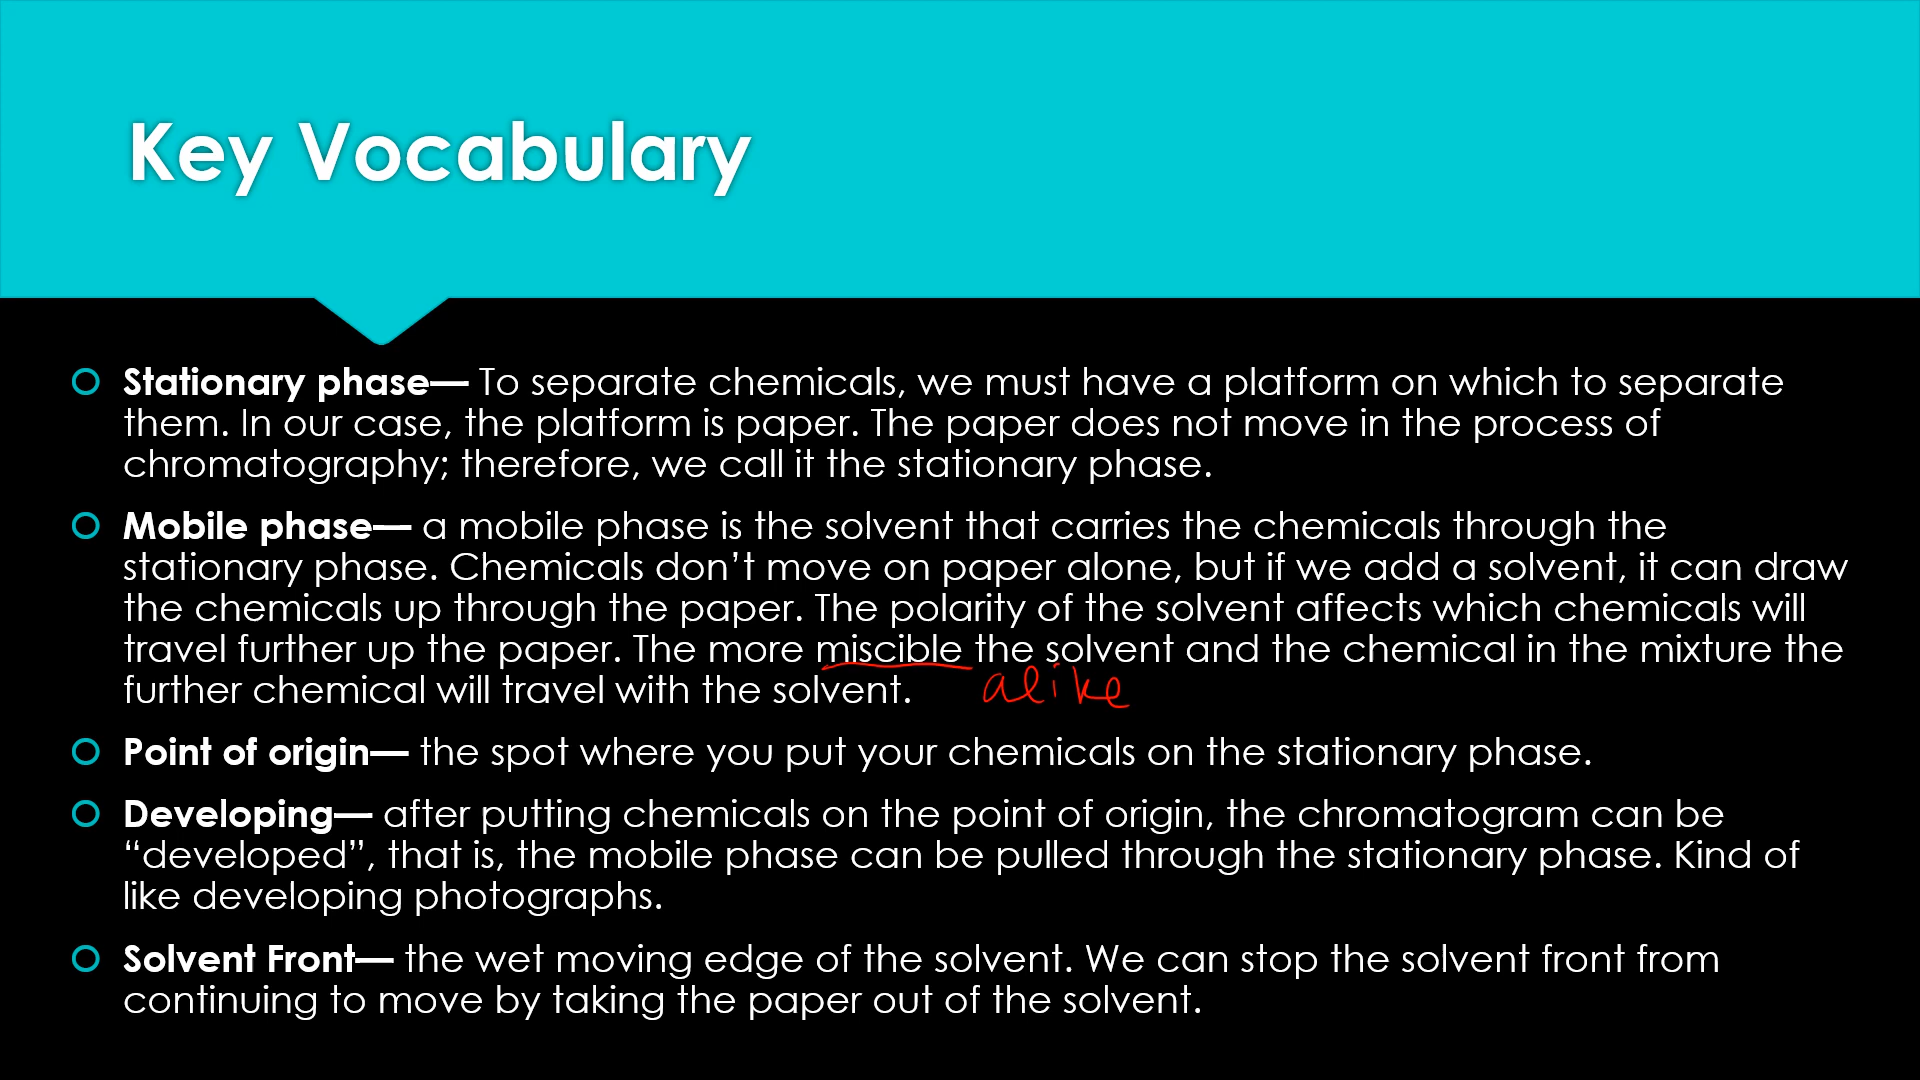 Key Vocabulary
Stationary phase— To separate chemicals, we must have a platform on which to separate
them. In our case, the platform is paper. The paper does not move in the process of
chromatography; therefore, we call it the stationary phase.
Mobile phase— a mobile phase is the solvent that carries the chemicals through the
stationary phase. Chemicals don’t move on paper alone, but if we add a solvent, it can draw
the chemicals up through the paper. The polarity of the solvent affects which chemicals will
travel further up the paper. The more miscible the solvent and the chemical in the mixture the
further chemical will travel with the solvent.
alike
Point of origin— the spot where you put your chemicals on the stationary phase.
Developing— after putting chemicals on the point of origin, the chromatogram can be
“developed”, that is, the mobile phase can be pulled through the stationary phase. Kind of
like developing photographs.
Solvent Front— the wet moving edge of the solvent. We can stop the solvent front from
continuing to move by taking the paper out of the solvent.